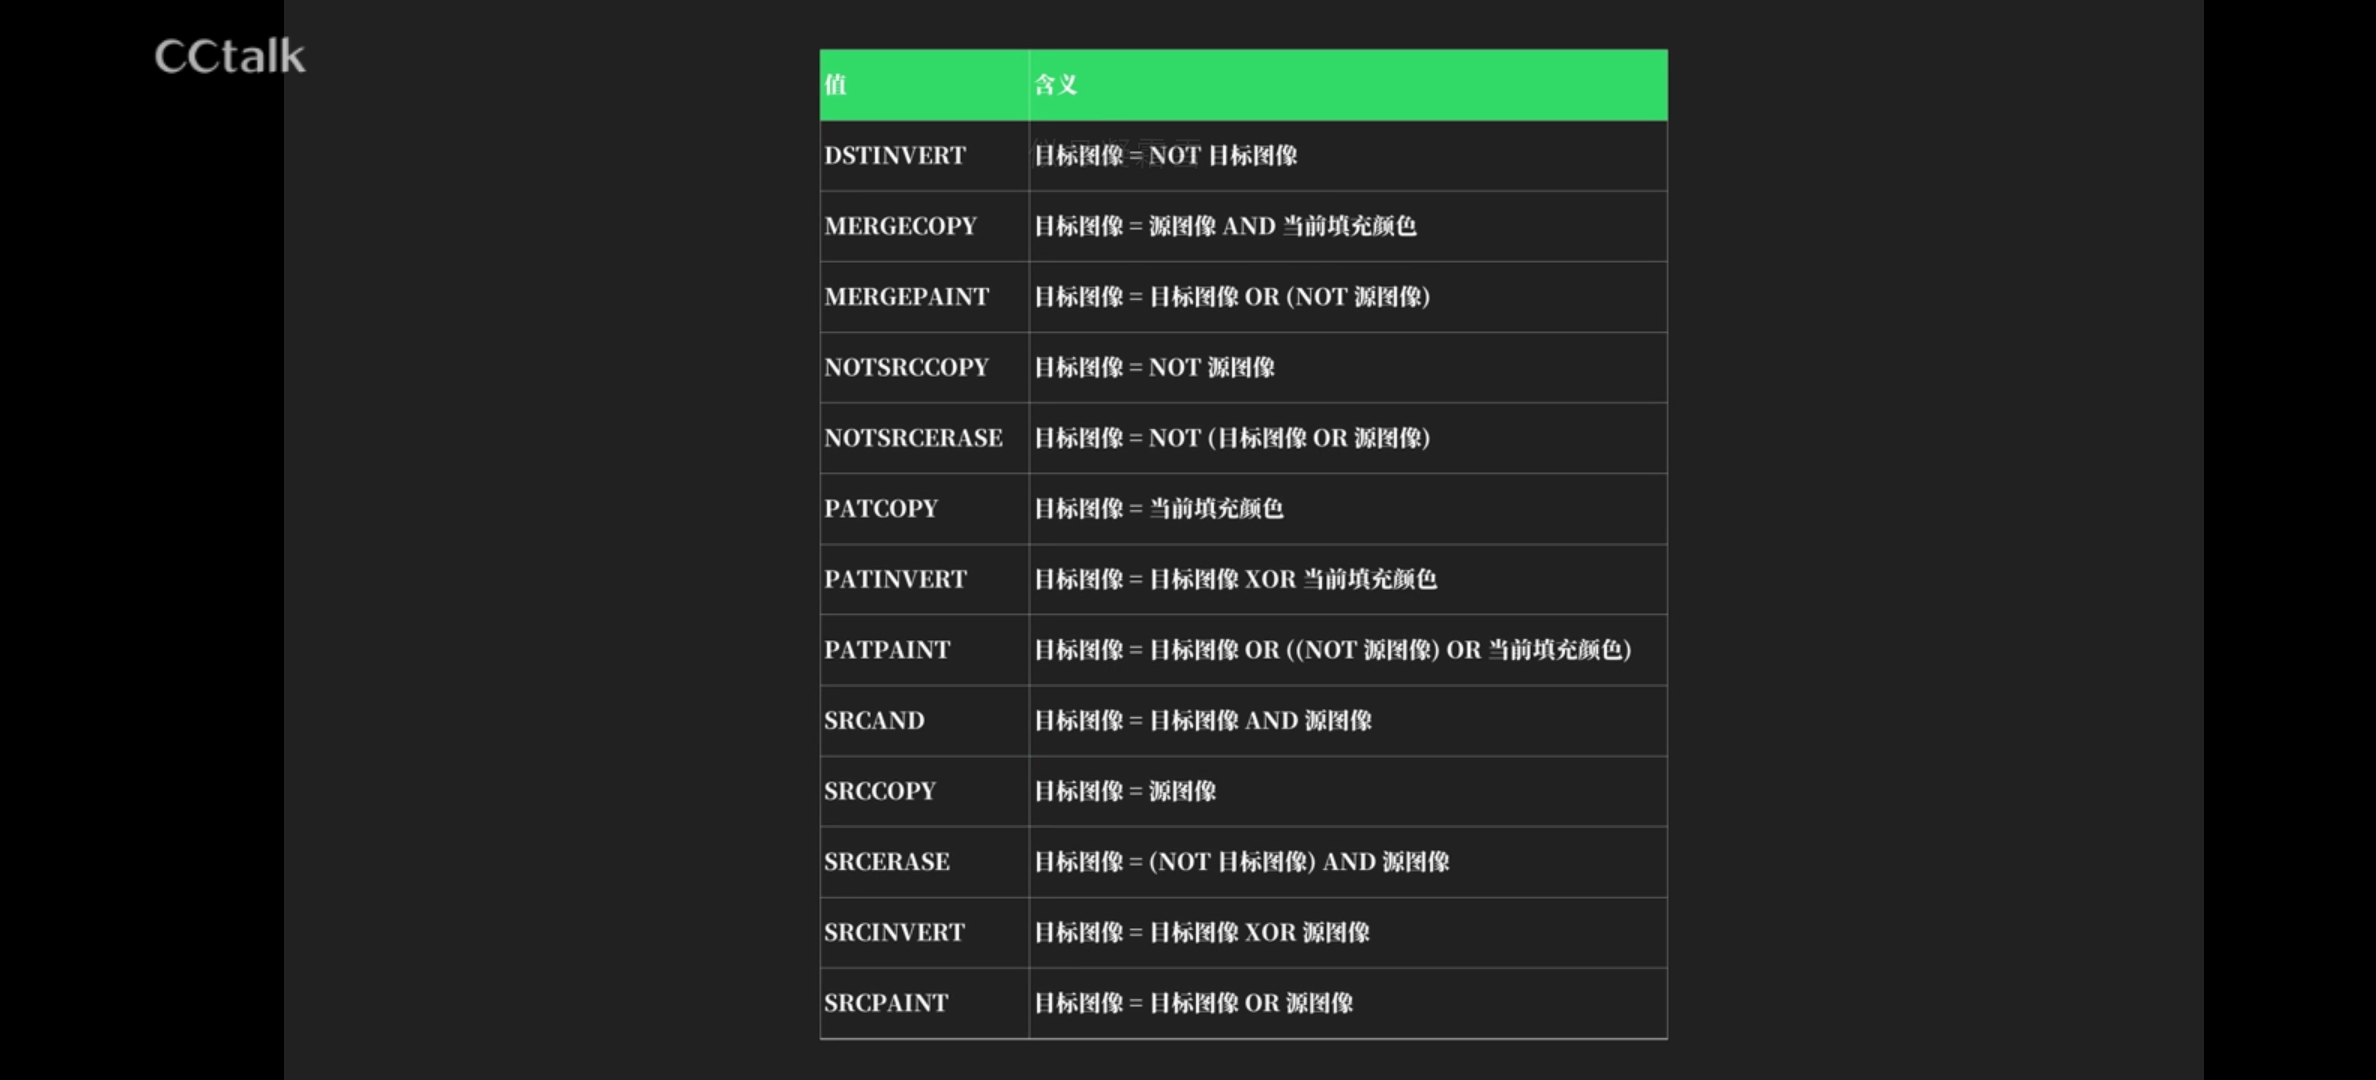 CCtalk
值 含义
DSTINVERT 目标图像 = NOT 目标图像
MERGECOPY 目标图像 = 源图像 AND 当前填充颜色
MERGEPAINT 目标图像 = 目标图像 OR (NOT 源图像)
NOTSRCCOPY 目标图像 = NOT 源图像
NOTSRCERASE 目标图像 = NOT (目标图像 OR 源图像)
PATCOPY 目标图像 = 当前填充颜色
PATINVERT 目标图像 = 目标图像 XOR 当前填充颜色
PATPAINT 目标图像 = 目标图像 OR ((NOT 源图像) OR 当前填充颜色)
SRCAND 目标图像 = 目标图像 AND 源图像
SRCCOPY 目标图像 = 源图像
SRCERASE 目标图像 = (NOT 目标图像) AND 源图像
SRCINVERT 目标图像 = 目标图像 XOR 源图像
SRCPAINT 目标图像 = 目标图像 OR 源图像